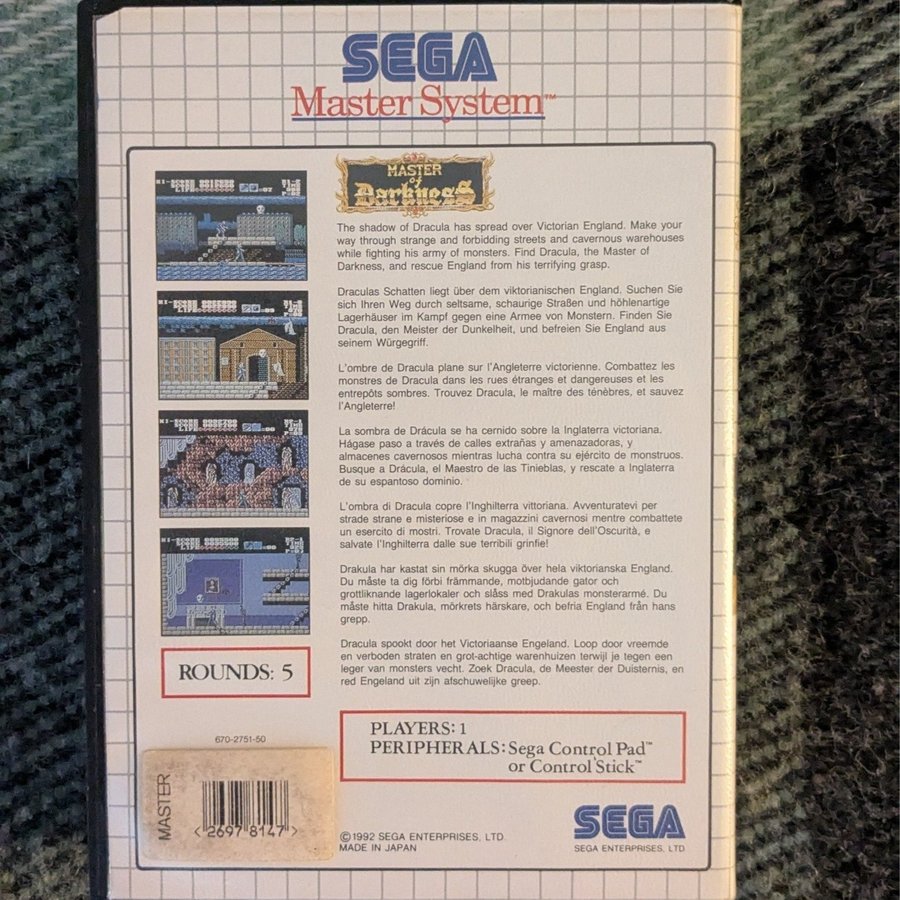 SEGA
Master System™
MASTER
of
Darkness
The shadow of Dracula has spread over Victorian England. Make your
way through strange and forbidding streets and cavernous warehouses
while fighting his army of monsters. Find Dracula, the Master of
Darkness, and rescue England from his terrifying grasp.
Draculas Schatten liegt über dem viktorianischen England. Suchen Sie
sich Ihren Weg durch seltsame, schaurige Straßen und höhlenartige
Lagerhäuser im Kampf gegen eine Armee von Monstern. Finden Sie
Dracula, den Meister der Dunkelheit, und befreien Sie England aus
seinem Würgegriff.
L'ombre de Dracula plane sur l'Angleterre victorienne. Combattez les
monstres de Dracula dans les rues étranges et dangereuses et les
entrepôts sombres. Trouvez Dracula, le maître des ténèbres, et sauvez
l'Angleterre!
La sombra de Drácula se ha cernido sobre la Inglaterra victoriana.
Hágase paso a través de calles extrañas y amenazadoras, y
almacenes cavernosos mientras lucha contra su ejército de monstruos.
Busque a Drácula, el Maestro de las Tinieblas, y rescate a Inglaterra
de su espantoso dominio.
L'ombra di Dracula copre l'Inghilterra vittoriana. Avventuratevi per
strade strane e misteriose e in magazzini cavernosi mentre combattete
un esercito di mostri. Trovate Dracula, il Signore dell'Oscurità, e
salvate l'Inghilterra dalle sue terribili grinfie!
Drakula har kastat sin mörka skugga över hela viktorianska England.
Du måste ta dig förbi främmande, motbjudande gator och
grottliknande lagerlokaler och slåss med Drakulas monsterarmé. Du
måste hitta Drakula, mörkrets härskare, och befria England från hans
grepp.
Dracula spookt door het Victoriaanse Engeland. Loop door vreemde
en verboden straten en grot-achtige warenhuizen terwijl je tegen een
leger van monsters vecht. Zoek Dracula, de Meester de Duisternis, en
red Engeland uit zijn afschuwelijke greep.
ROUNDS: 5
PLAYERS: 1
PERIPHERALS: Sega Control Pad™
or Control Stick™
670-2751-50
MASTER
< 2697 8147 >
©1992 SEGA ENTERPRISES, LTD.
MADE IN JAPAN
SEGA
SEGA ENTERPRISES, LTD.